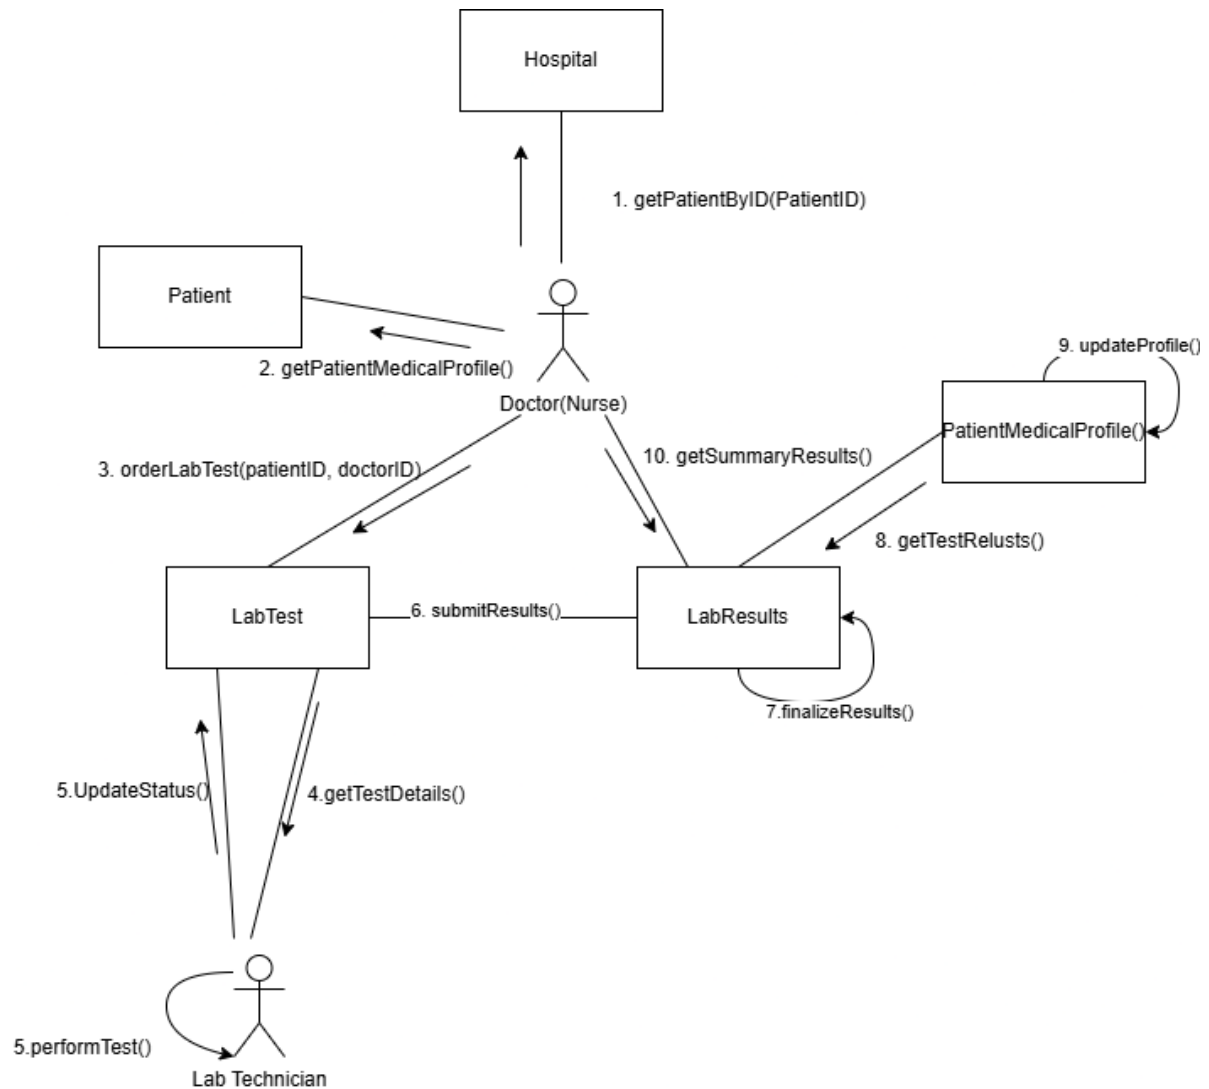 Hospital
1. getPatientByID(PatientID)
Patient
2. getPatientMedicalProfile()
Doctor(Nurse)
9. updateProfile()
PatientMedicalProfile()
3. orderLabTest(patientID, doctorID)
10. getSummaryResults()
8. getTestRelusts()
LabTest
6. submitResults()
LabResults
7.finalizeResults()
5.UpdateStatus()
4.getTestDetails()
5.performTest()
Lab Technician